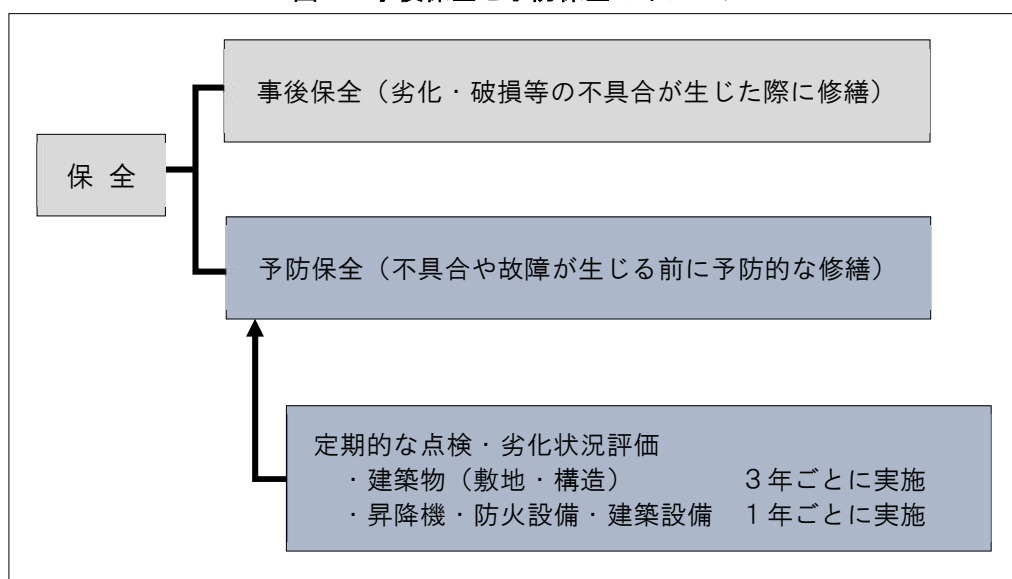 事後保全（劣化・破損等の不具合が生じた際に修繕）
保 全
予防保全（不具合や故障が生じる前に予防的な修繕）
定期的な点検・劣化状況評価
・建築物（敷地・構造） ３年ごとに実施
・昇降機・防火設備・建築設備 １年ごとに実施